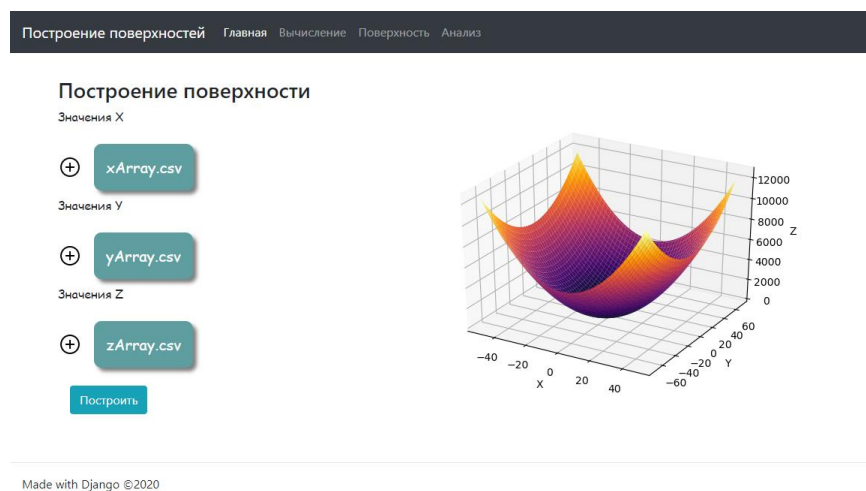 Построение поверхностей Главная Вычисление Поверхность Анализ
Построение поверхности
Значения X
xArray.csv
Значения Y
yArray.csv
Значения Z
zArray.csv
Построить
12000
10000
8000
6000
4000
2000
0
Z
−40 −20 0 20 40
X
−60 −40 −20 0 20 40 60
Y
Made with Django ©2020